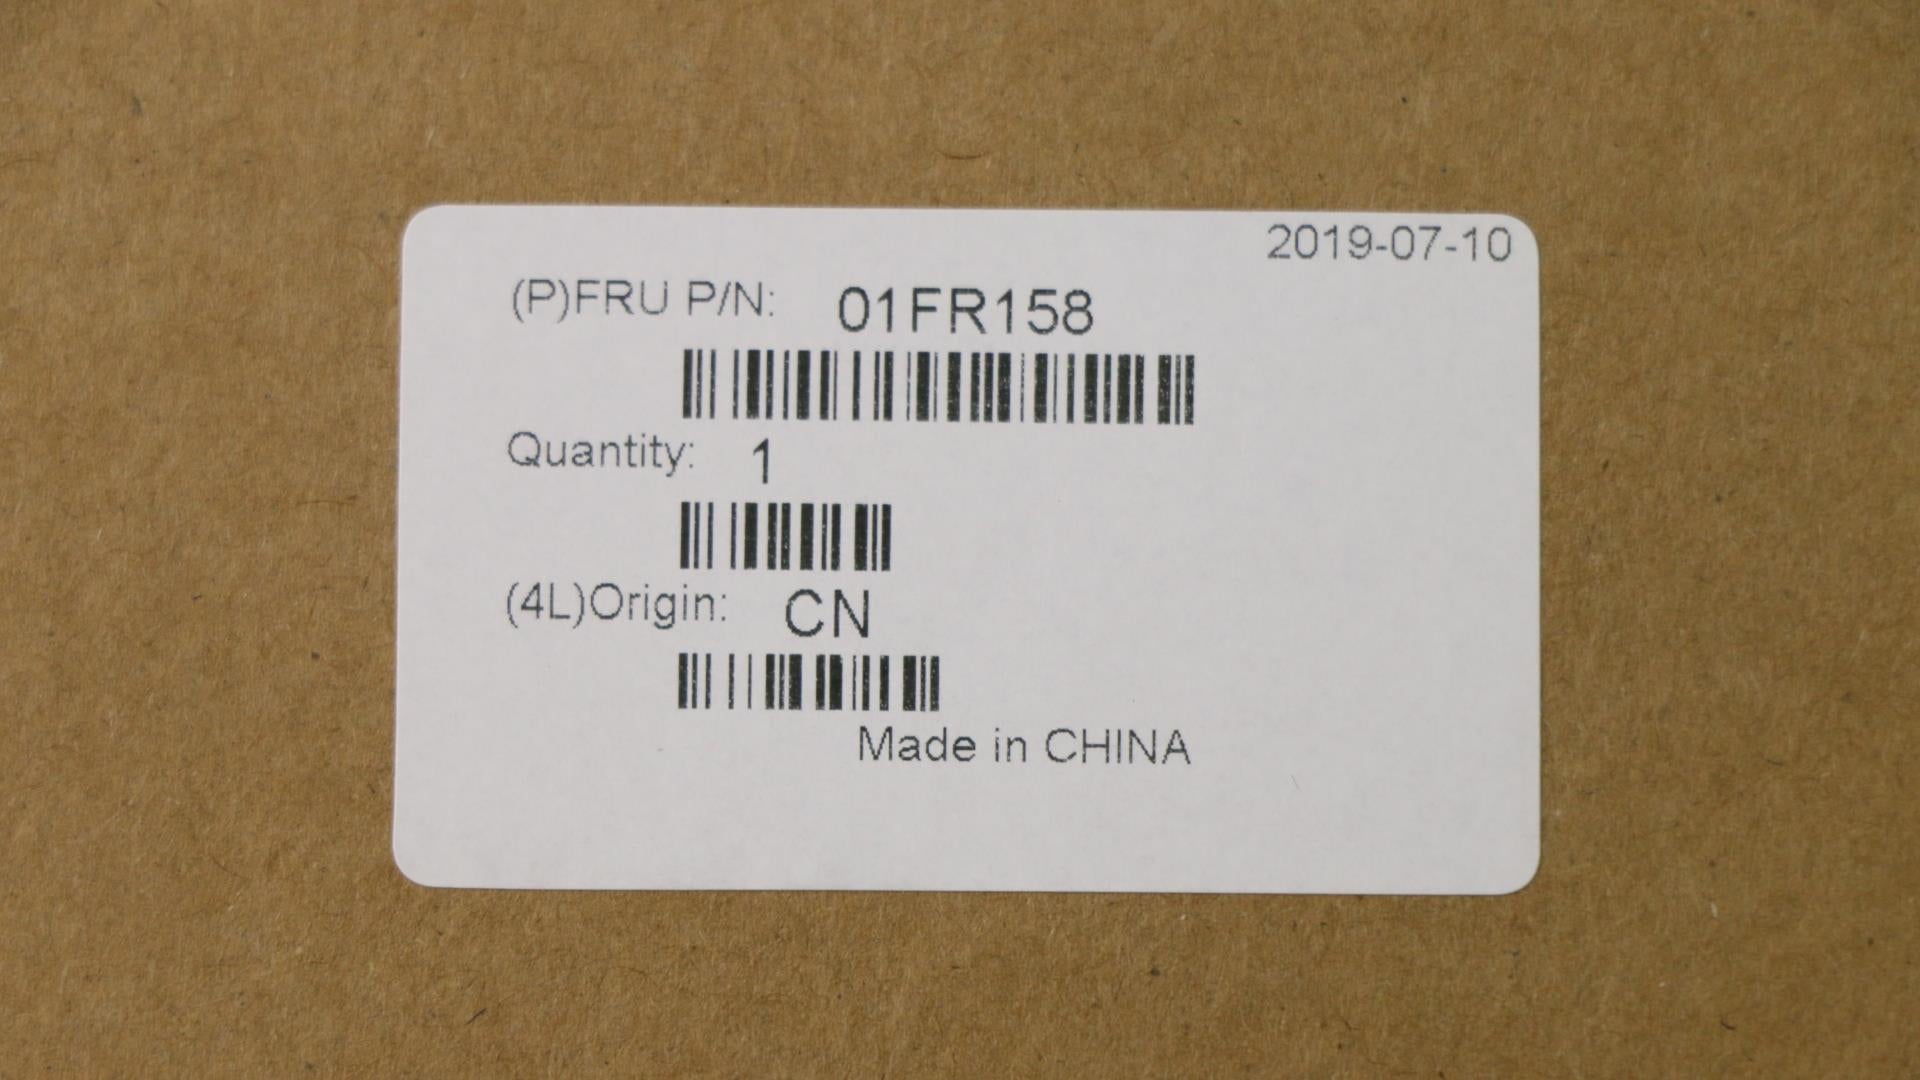 2019-07-10
(P)FRU P/N: 01FR158
Quantity: 1
(4L)Origin: CN
Made in CHINA